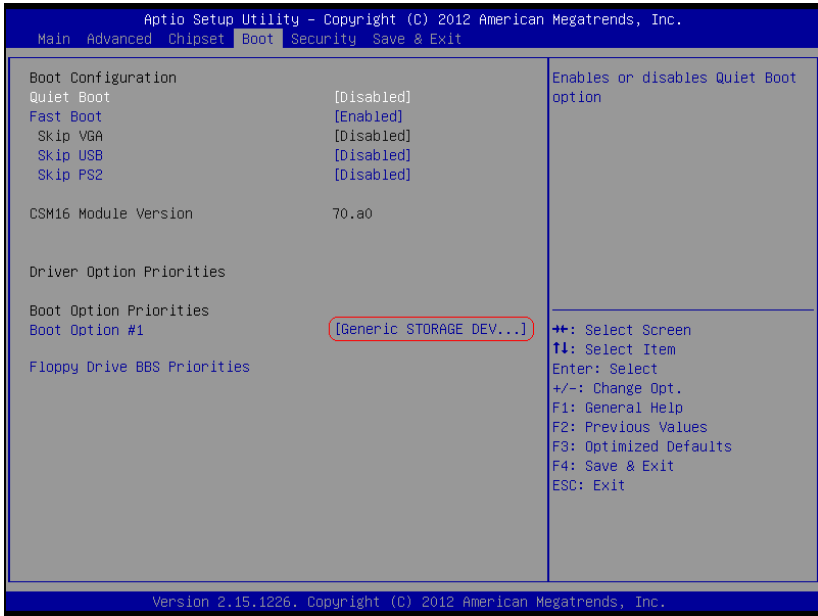 Aptio Setup Utility – Copyright (C) 2012 American Megatrends, Inc.
Main Advanced Chipset Boot Security Save & Exit
Boot Configuration
Quiet Boot [Disabled]
Fast Boot [Enabled]
Skip VGA [Disabled]
Skip USB [Disabled]
Skip PS2 [Disabled]
CSM16 Module Version 70.a0
Driver Option Priorities
Boot Option Priorities
Boot Option #1 [Generic STORAGE DEV...]
Floppy Drive BBS Priorities
Enables or disables Quiet Boot
option
→←: Select Screen
↑↓: Select Item
Enter: Select
+/-: Change Opt.
F1: General Help
F2: Previous Values
F3: Optimized Defaults
F4: Save & Exit
ESC: Exit
Version 2.15.1226. Copyright (C) 2012 American Megatrends, Inc.